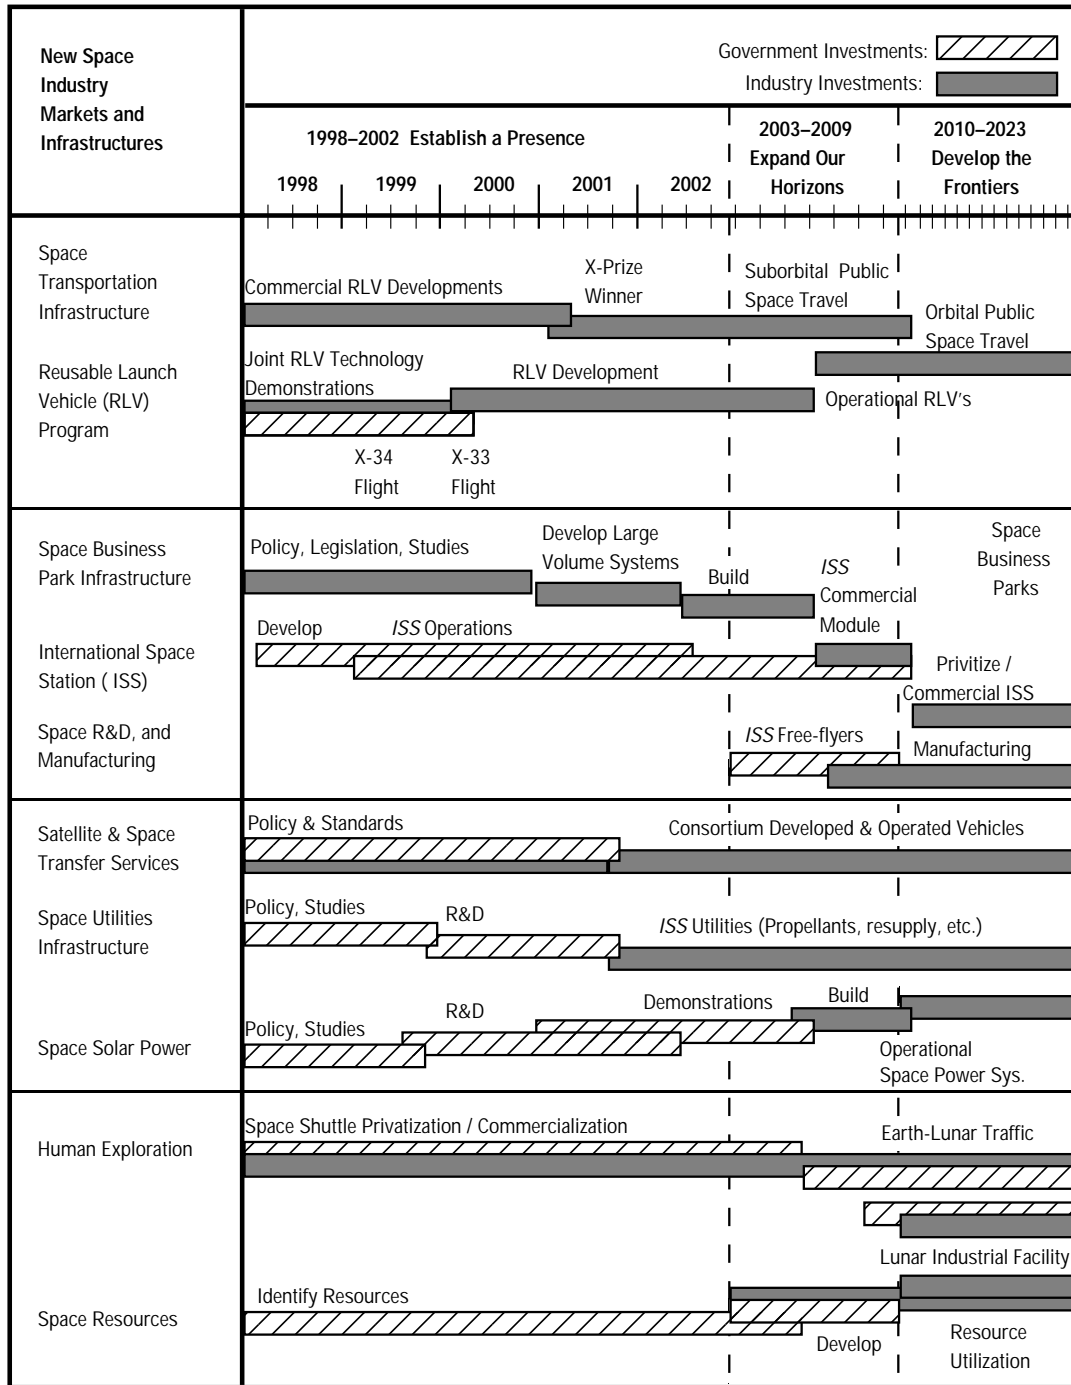 New Space
Industry
Markets and
Infrastructures
Government Investments:
Industry Investments:
1998–2002 Establish a Presence
2003–2009
Expand Our
Horizons
2010–2023
Develop the
Frontiers
1998
1999
2000
2001
2002
Space
Transportation
Infrastructure
Commercial RLV Developments
X-Prize
Winner
Suborbital Public
Space Travel
Orbital Public
Space Travel
Reusable Launch
Vehicle (RLV)
Program
Joint RLV Technology
Demonstrations
RLV Development
Operational RLV's
X-34
Flight
X-33
Flight
Space Business
Park Infrastructure
Policy, Legislation, Studies
Develop Large
Volume Systems
Build
ISS
Commercial
Module
Space
Business
Parks
International Space
Station ( ISS)
Develop
ISS Operations
Privitize /
Commercial ISS
Space R&D, and
Manufacturing
ISS Free-flyers
Manufacturing
Satellite & Space
Transfer Services
Policy & Standards
Consortium Developed & Operated Vehicles
Space Utilities
Infrastructure
Policy, Studies
R&D
ISS Utilities (Propellants, resupply, etc.)
Space Solar Power
Policy, Studies
R&D
Demonstrations
Build
Operational
Space Power Sys.
Human Exploration
Space Shuttle Privatization / Commercialization
Earth-Lunar Traffic
Lunar Industrial Facility
Space Resources
Identify Resources
Develop
Resource
Utilization